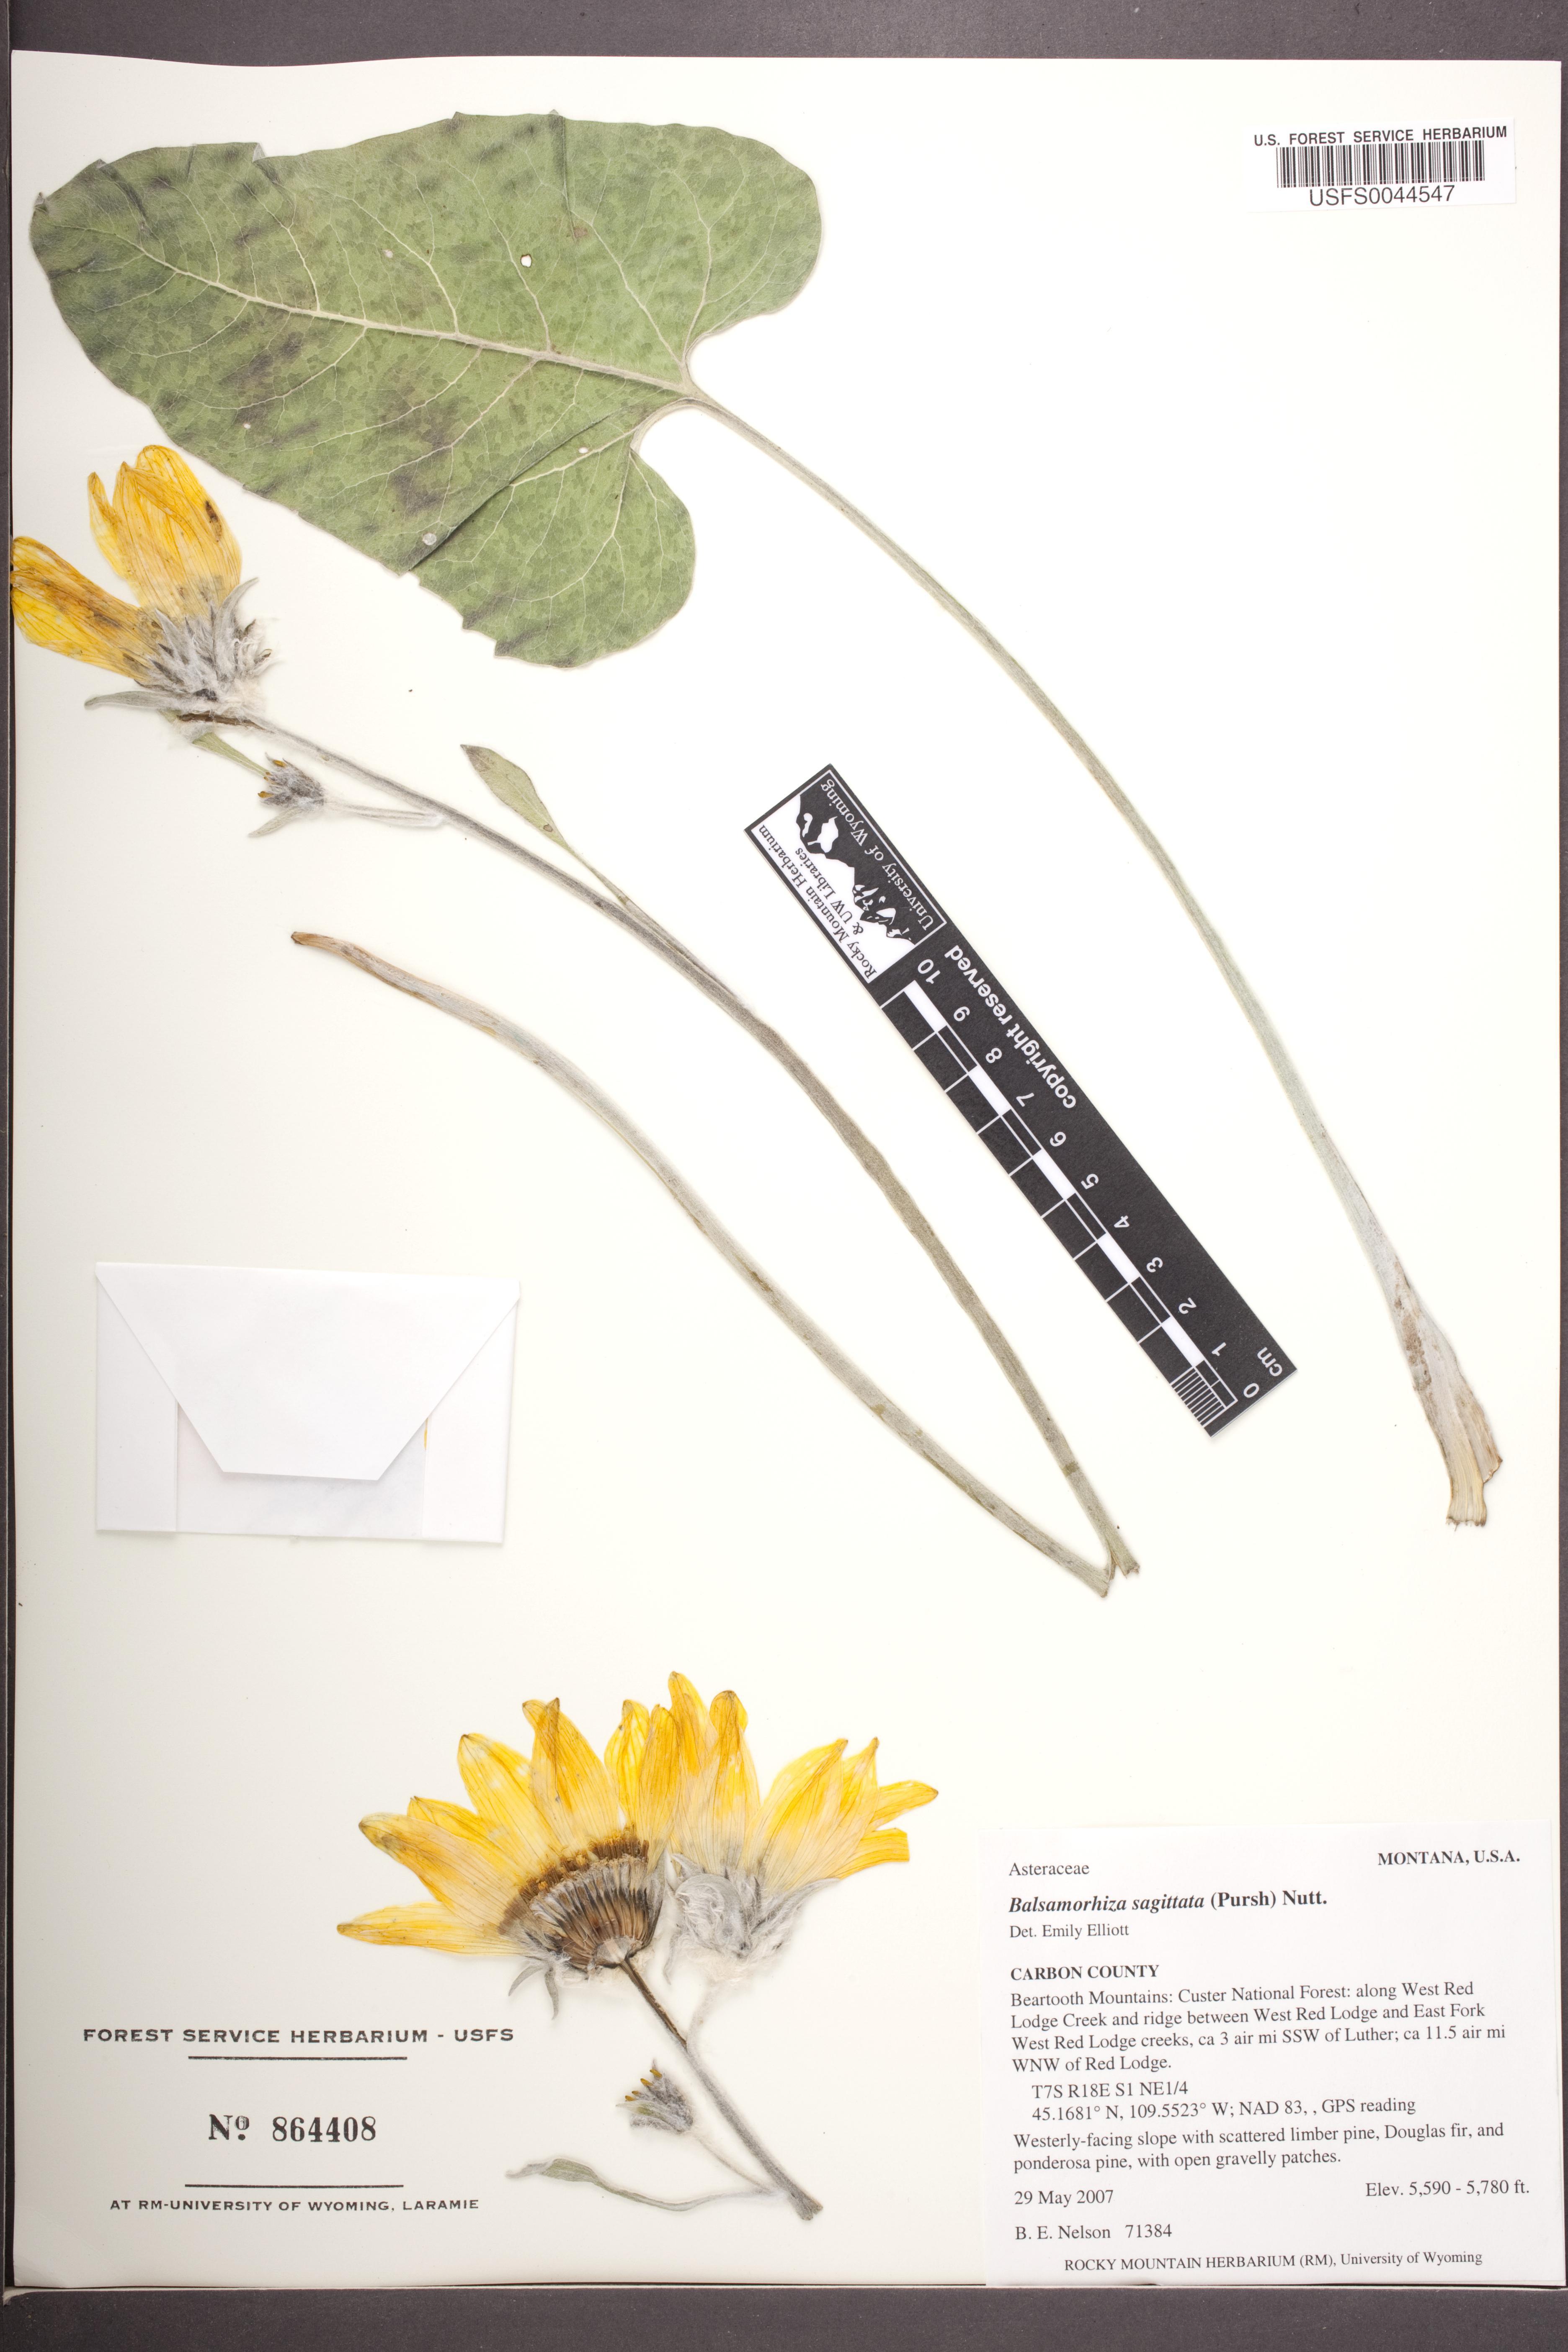 U.S. FOREST SERVICE HERBARIUM
USFS0044547
University of Wyoming
Rocky Mountain Herbarium
& UW Libraries
copyright reserved
10 9 8 7 6 5 4 3 2 1 0
cm
Asteraceae
MONTANA, U.S.A.
Balsamorhiza sagittata (Pursh) Nutt.
Det. Emily Elliott
CARBON COUNTY
Beartooth Mountains: Custer National Forest: along West Red
Lodge Creek and ridge between West Red Lodge and East Fork
West Red Lodge creeks, ca 3 air mi SSW of Luther; ca 11.5 air mi
WNW of Red Lodge.
T7S R18E S1 NE1/4
45.1681° N, 109.5523° W; NAD 83, , GPS reading
Westerly-facing slope with scattered limber pine, Douglas fir, and
ponderosa pine, with open gravelly patches.
29 May 2007
Elev. 5,590 - 5,780 ft.
B. E. Nelson 71384
ROCKY MOUNTAIN HERBARIUM (RM), University of Wyoming
FOREST SERVICE HERBARIUM - USFS
No. 864408
AT RM-UNIVERSITY OF WYOMING, LARAMIE